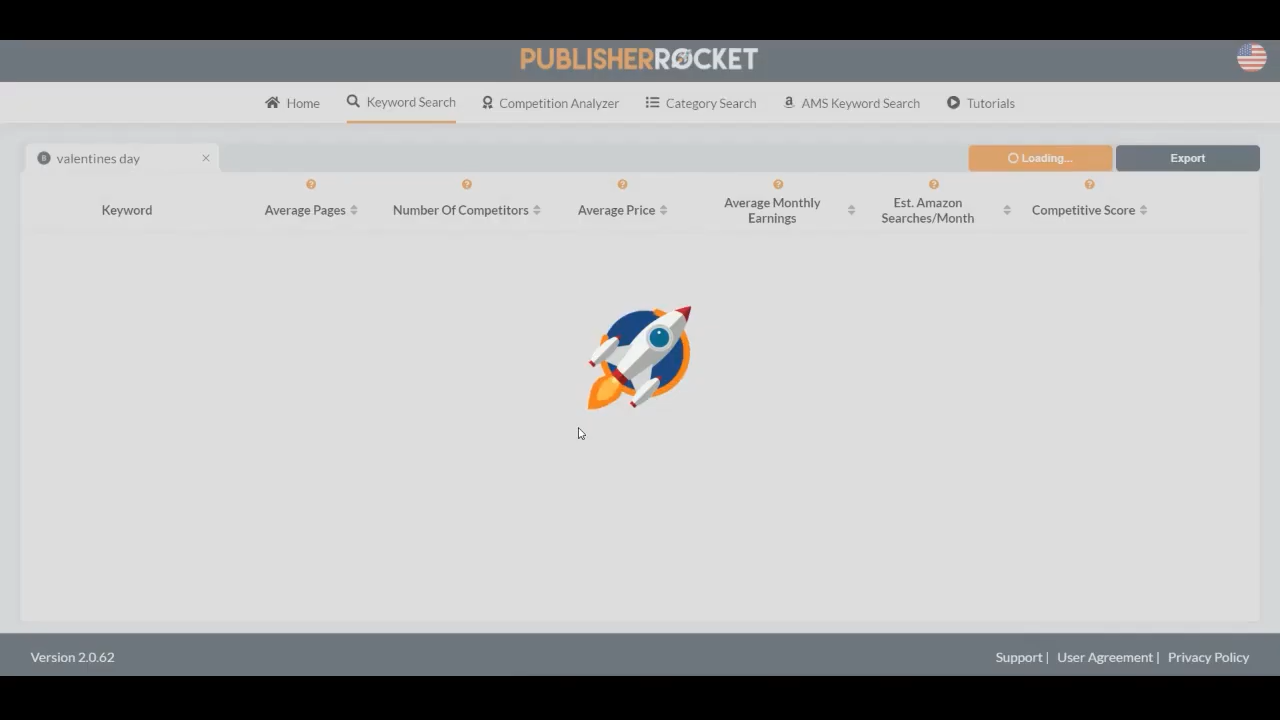 PUBLISHERROCKET
Home
Keyword Search
Competition Analyzer
Category Search
AMS Keyword Search
Tutorials
valentines day
Loading...
Export
Keyword
Average Pages
Number Of Competitors
Average Price
Average Monthly
Earnings
Est. Amazon
Searches/Month
Competitive Score
Version 2.0.62
Support |
User Agreement |
Privacy Policy